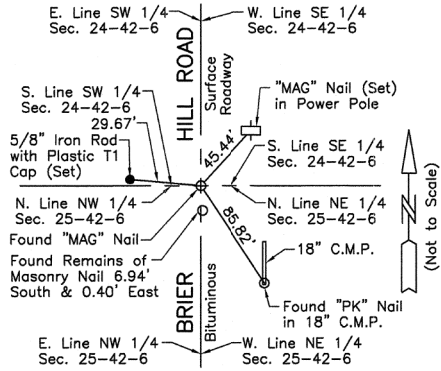 E. Line SW 1/4
Sec. 24-42-6
W. Line SE 1/4
Sec. 24-42-6
HILL ROAD
Surface
Roadway
S. Line SW 1/4
Sec. 24-42-6
29.67'
"MAG" Nail (Set)
in Power Pole
45.44'
5/8" Iron Rod
with Plastic T1
Cap (Set)
S. Line SE 1/4
Sec. 24-42-6
N. Line NW 1/4
Sec. 25-42-6
N. Line NE 1/4
Sec. 25-42-6
Found "MAG" Nail
85.82'
Found Remains of
Masonry Nail 6.94'
South & 0.40' East
18" C.M.P.
Found "PK" Nail
in 18" C.M.P.
BRIER
Bituminous
E. Line NW 1/4
Sec. 25-42-6
W. Line NE 1/4
Sec. 25-42-6
N
(Not to Scale)